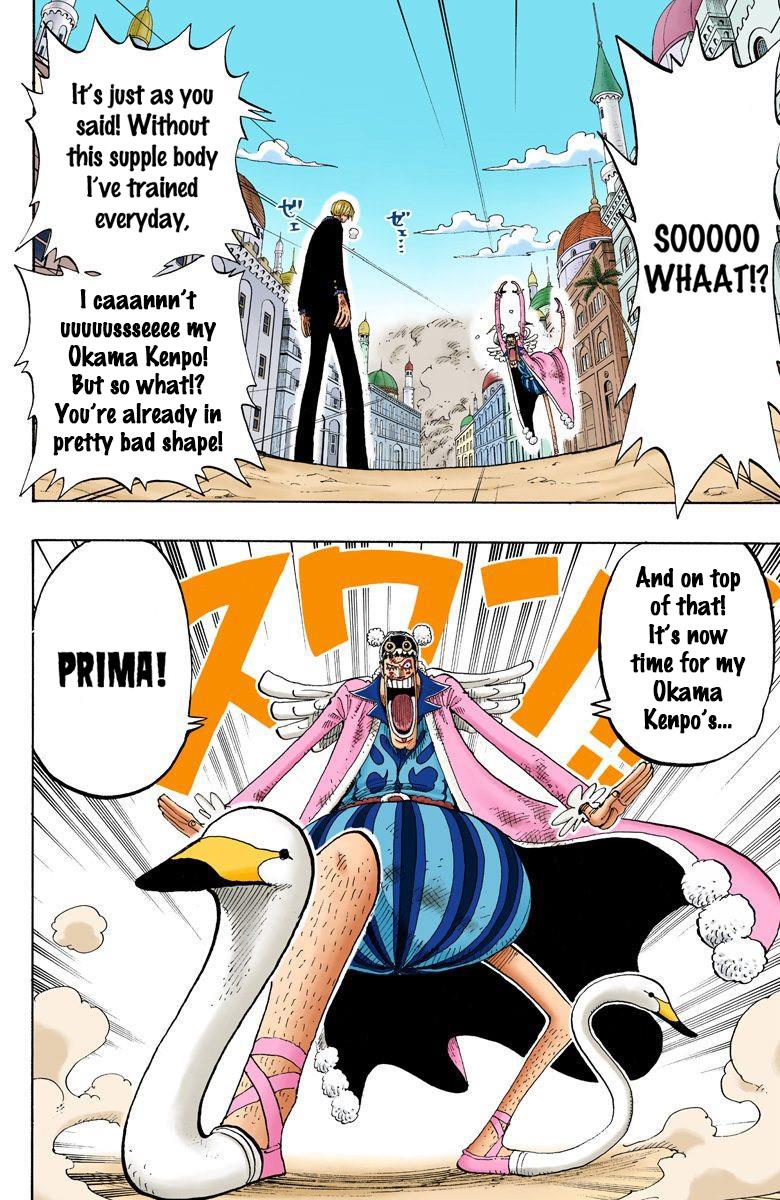 SOOOOO
WHAAT!?
It's just as you
said! Without
this supple body
I've trained
everyday,
I caaannn't
uuuuussseeee my
Okama Kenpo!
But so what!?
You're already in
pretty bad shape!
ゼェ
ゼェ…
And on top
of that!
It's now
time for my
Okama
Kenpo's...
スワン!!
PRIMA!